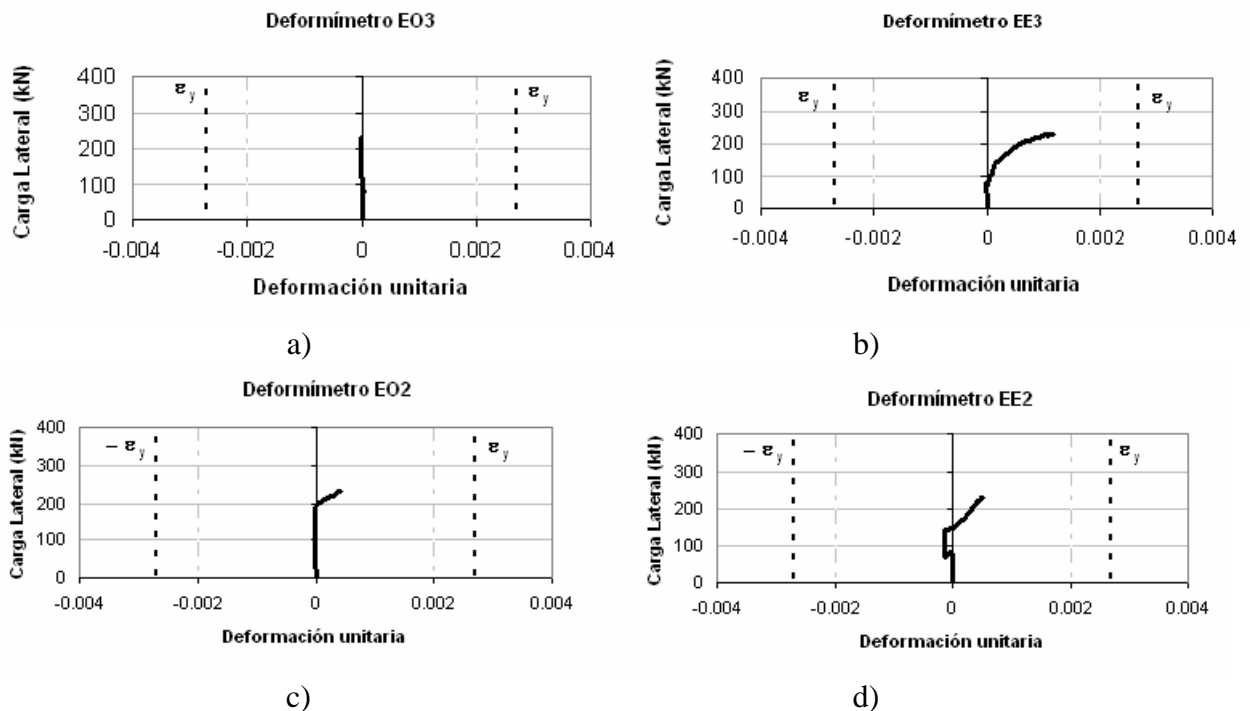 Deformímetro EO3
Carga Lateral (kN)
400
300
200
100
0
ε y
ε y
-0.004
-0.002
0
0.002
0.004
Deformación unitaria
a)
Deformímetro EE3
Carga Lateral (kN)
400
300
200
100
0
ε y
ε y
-0.004
-0.002
0
0.002
0.004
Deformación unitaria
b)
Deformímetro EO2
Carga Lateral (kN)
400
300
200
100
0
− ε y
ε y
-0.004
-0.002
0
0.002
0.004
Deformación unitaria
c)
Deformímetro EE2
Carga Lateral (kN)
400
300
200
100
0
− ε y
ε y
-0.004
-0.002
0
0.002
0.004
Deformación unitaria
d)